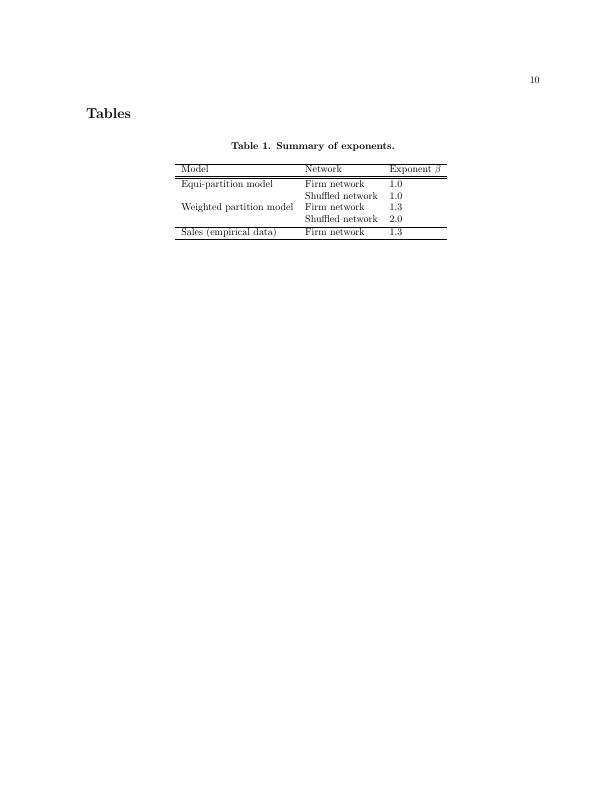 10
Tables
Table 1. Summary of exponents.
Model Network Exponent β
Equi-partition model Firm network 1.0
Shuffled network 1.0
Weighted partition model Firm network 1.3
Shuffled network 2.0
Sales (empirical data) Firm network 1.3